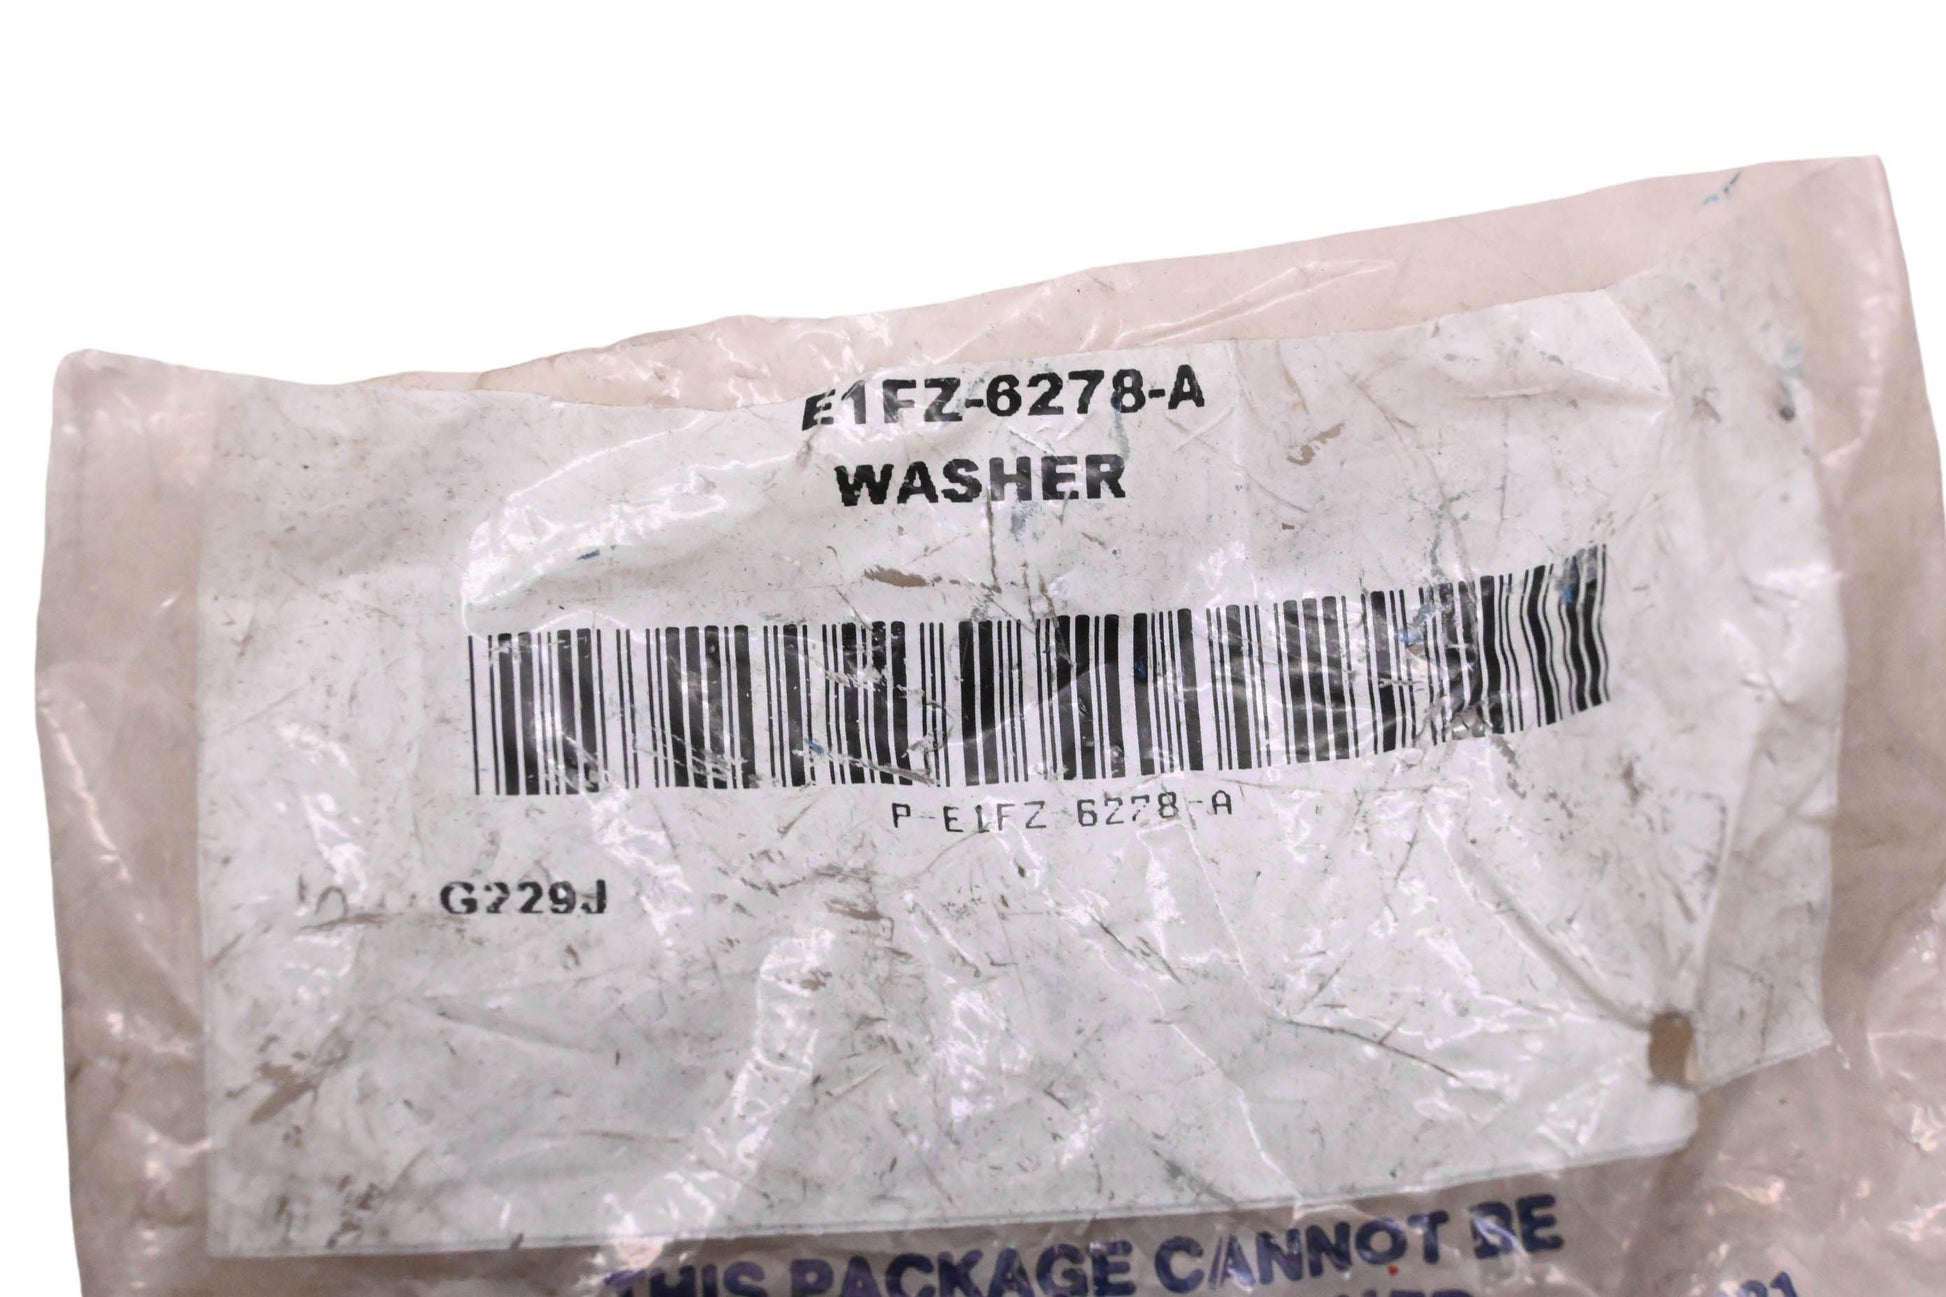 E1FZ-6278-A
WASHER
P-E1FZ-6278-A
G229J
THIS PACKAGE CANNOT BE